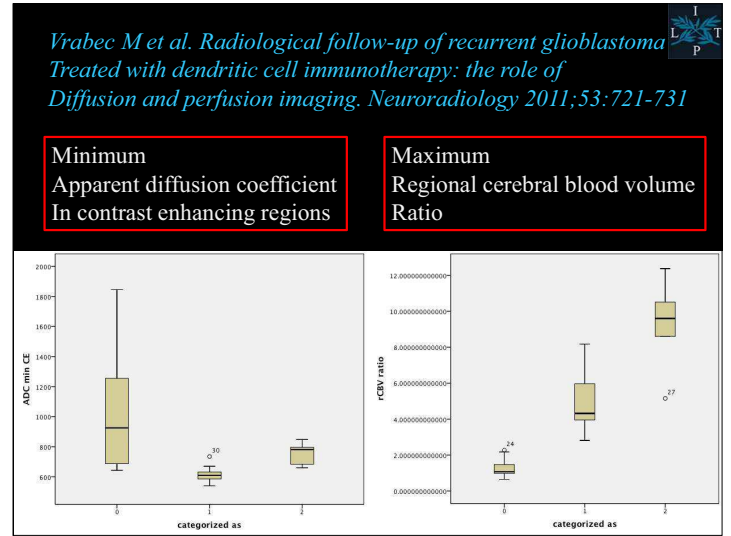 I
L T
P
Vrabec M et al. Radiological follow-up of recurrent glioblastoma
Treated with dendritic cell immunotherapy: the role of
Diffusion and perfusion imaging. Neuroradiology 2011;53:721-731
Minimum
Apparent diffusion coefficient
In contrast enhancing regions
Maximum
Regional cerebral blood volume
Ratio
ADC min CE
2000
1800
1600
1400
1200
1000
800
600
30
0 1 2
categorized as
rCBV ratio
12.000000000000
10.000000000000
8.000000000000
6.000000000000
4.000000000000
2.000000000000
0.000000000000
24
27
0 1 2
categorized as